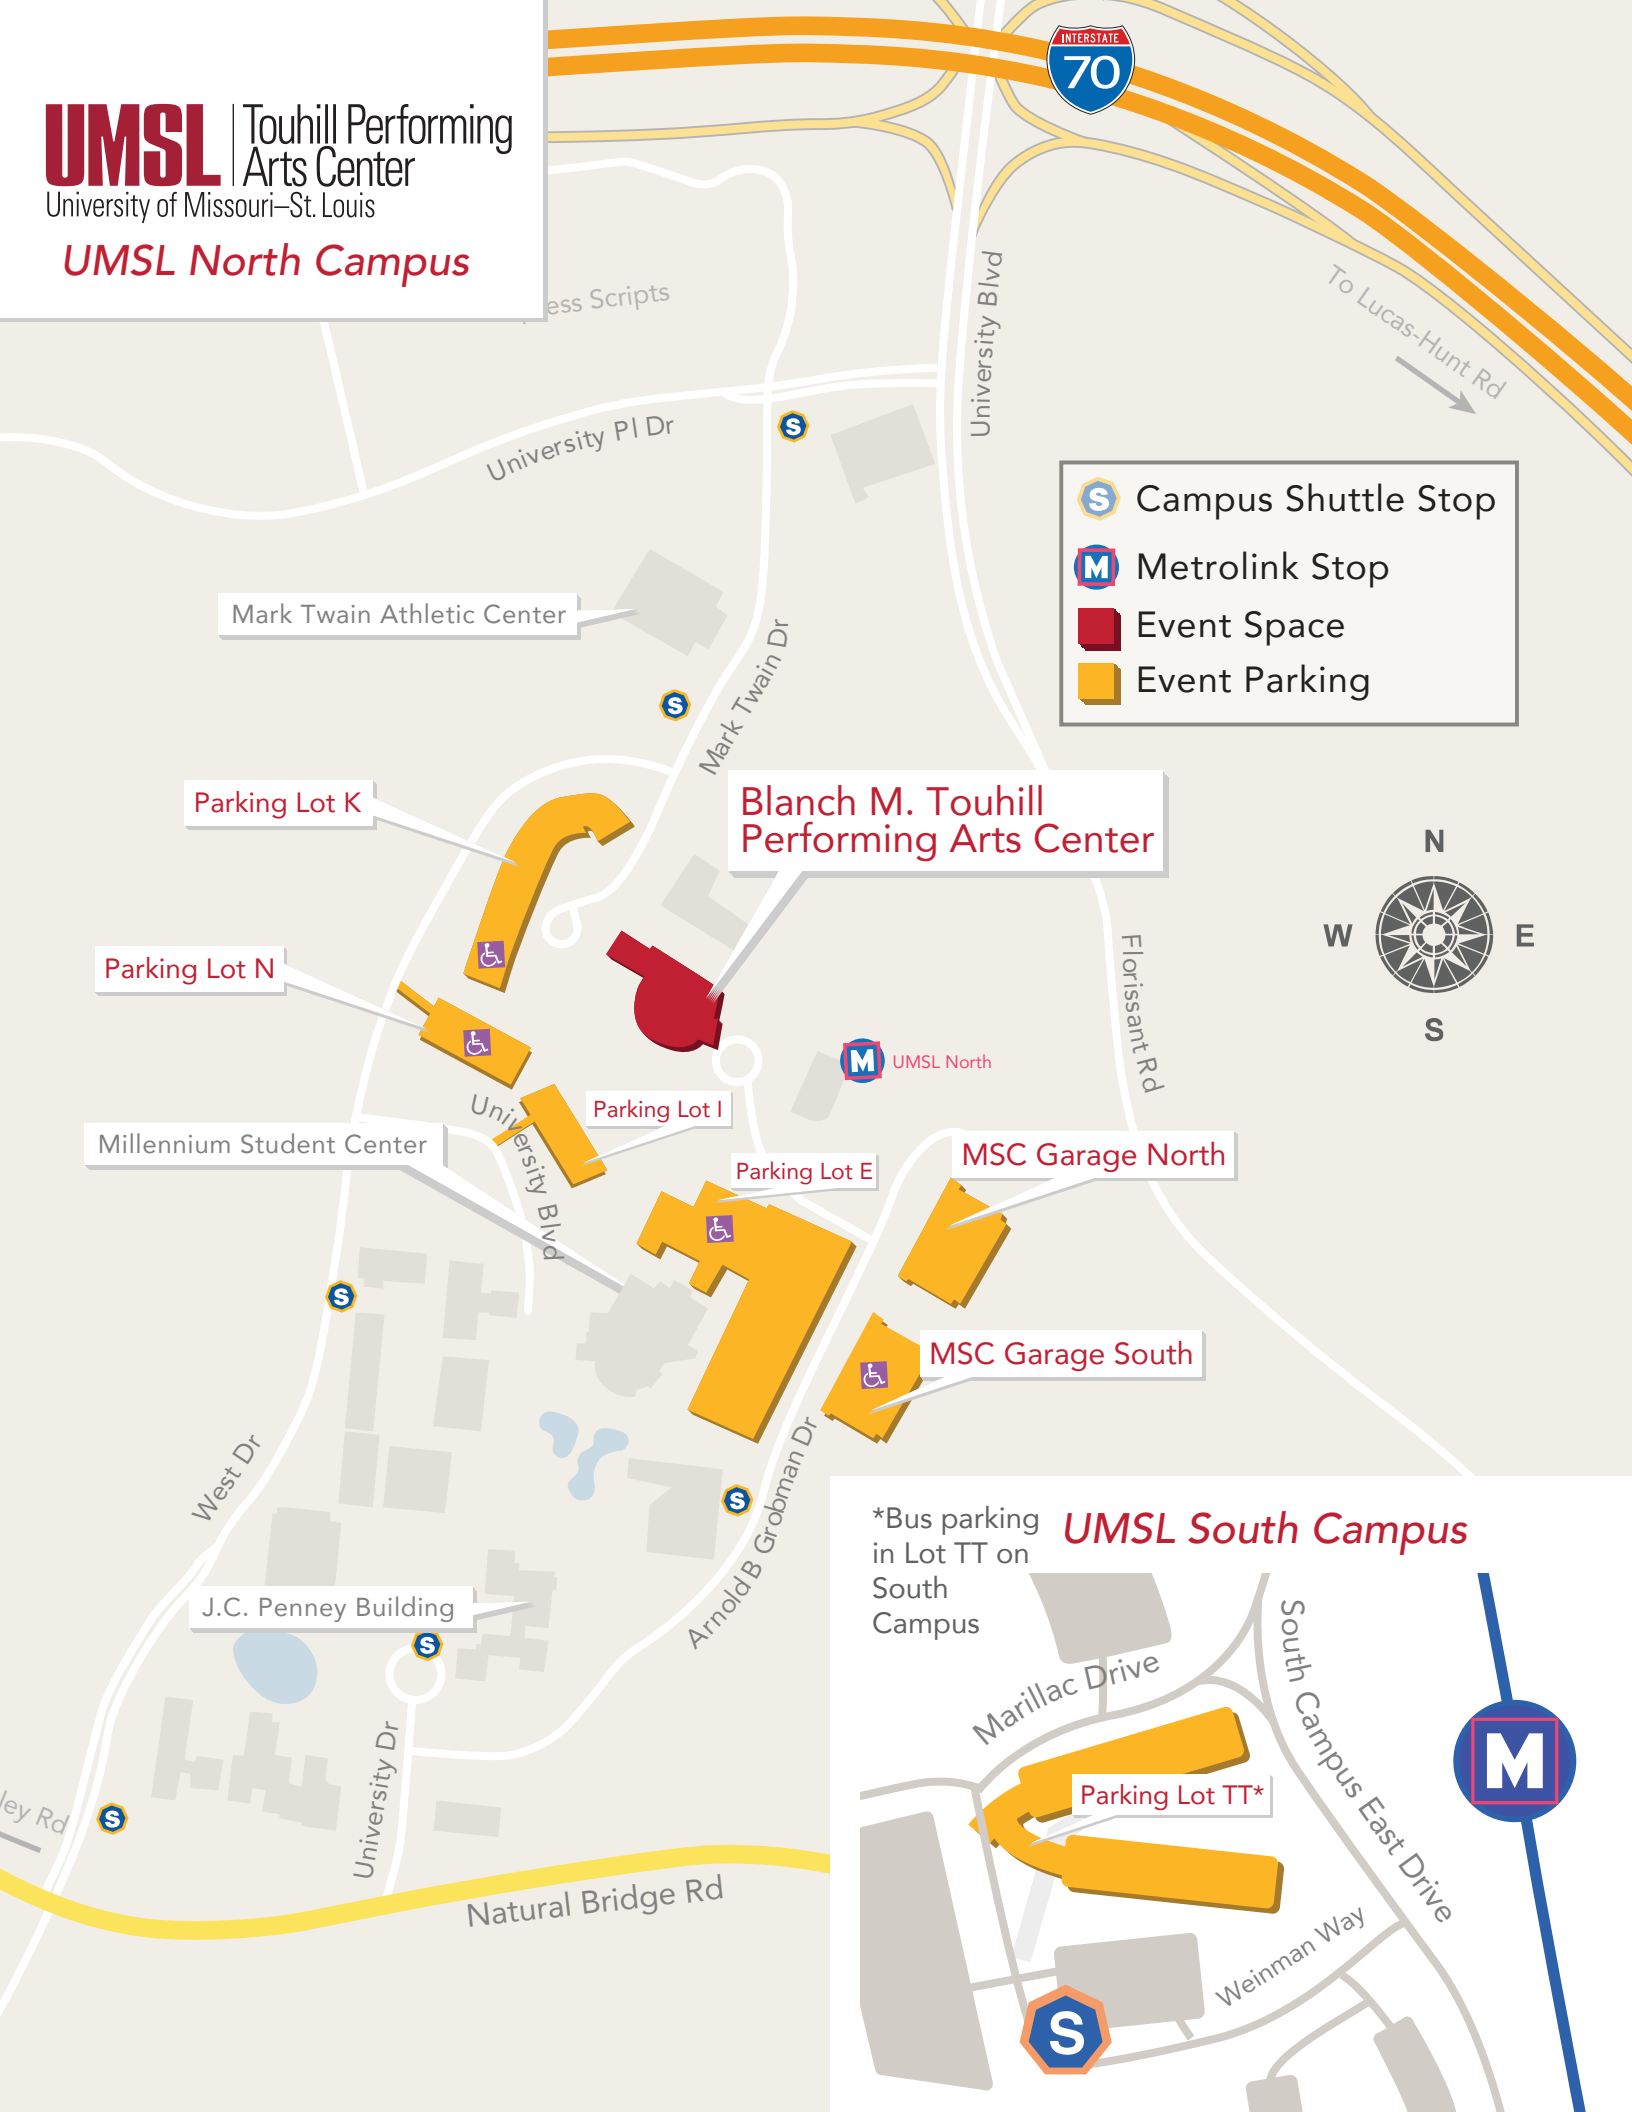 UMSL
Touhill Performing
Arts Center
University of Missouri–St. Louis
UMSL North Campus
INTERSTATE
70
ess Scripts
University Blvd
To Lucas-Hunt Rd
University Pl Dr
S
S Campus Shuttle Stop
M Metrolink Stop
Event Space
Event Parking
Mark Twain Athletic Center
Mark Twain Dr
S
Parking Lot K
Blanch M. Touhill
Performing Arts Center
N
W
E
S
Parking Lot N
Florissant Rd
M UMSL North
University Blvd
Parking Lot I
Millennium Student Center
MSC Garage North
Parking Lot E
S
MSC Garage South
West Dr
S
Arnold B Grobman Dr
J.C. Penney Building
S
University Dr
ley Rd
S
Natural Bridge Rd
*Bus parking
in Lot TT on
South
Campus
UMSL South Campus
South Campus East Drive
Marillac Drive
M
Parking Lot TT*
Weinman Way
S